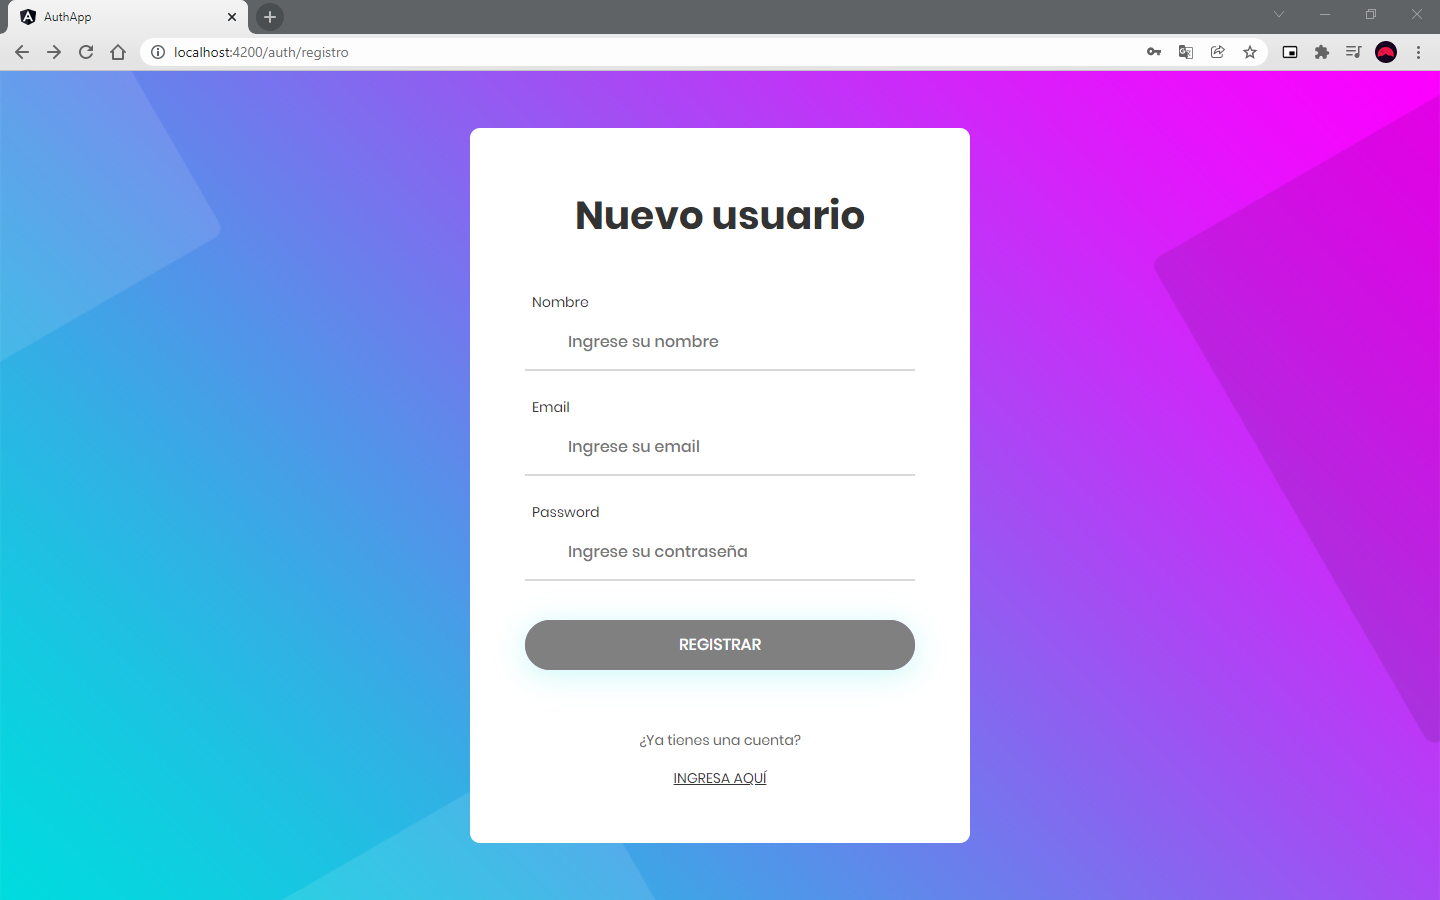 AuthApp
localhost:4200/auth/registro
Nuevo usuario
Nombre
Ingrese su nombre
Email
Ingrese su email
Password
Ingrese su contraseña
REGISTRAR
¿Ya tienes una cuenta?
INGRESA AQUÍ